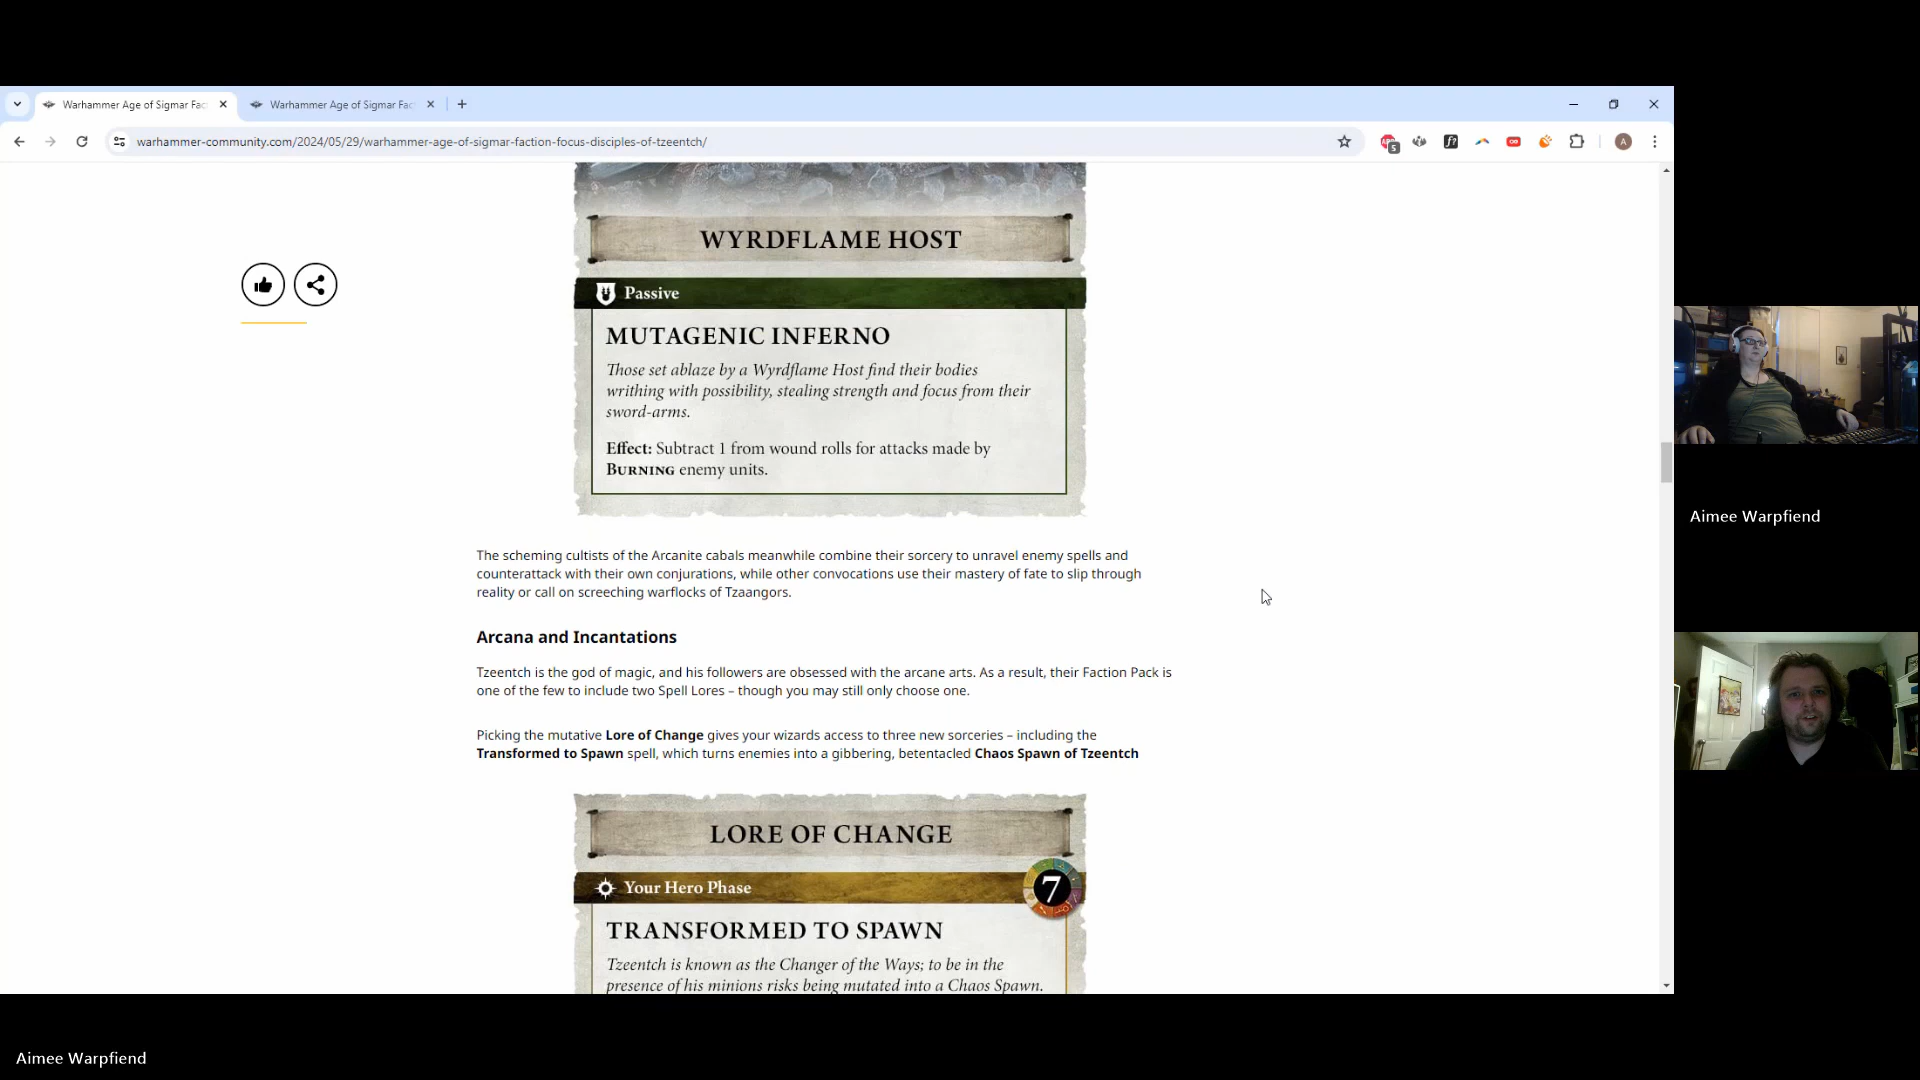 Warhammer Age of Sigmar Fac
Warhammer Age of Sigmar Fac
warhammer-community.com/2024/05/29/warhammer-age-of-sigmar-faction-focus-disciples-of-tzeentch/
5
f?
A
WYRDFLAME HOST
Passive
MUTAGENIC INFERNO
Those set ablaze by a Wyrdflame Host find their bodies
writhing with possibility, stealing strength and focus from their
sword-arms.
Effect: Subtract 1 from wound rolls for attacks made by
BURNING enemy units.
The scheming cultists of the Arcanite cabals meanwhile combine their sorcery to unravel enemy spells and
counterattack with their own conjurations, while other convocations use their mastery of fate to slip through
reality or call on screeching warflocks of Tzaangors.
Arcana and Incantations
Tzeentch is the god of magic, and his followers are obsessed with the arcane arts. As a result, their Faction Pack is
one of the few to include two Spell Lores – though you may still only choose one.
Picking the mutative Lore of Change gives your wizards access to three new sorceries – including the
Transformed to Spawn spell, which turns enemies into a gibbering, betentacled Chaos Spawn of Tzeentch
LORE OF CHANGE
Your Hero Phase
7
TRANSFORMED TO SPAWN
Tzeentch is known as the Changer of the Ways; to be in the
presence of his minions risks being mutated into a Chaos Spawn.
Aimee Warpfiend
Aimee Warpfiend